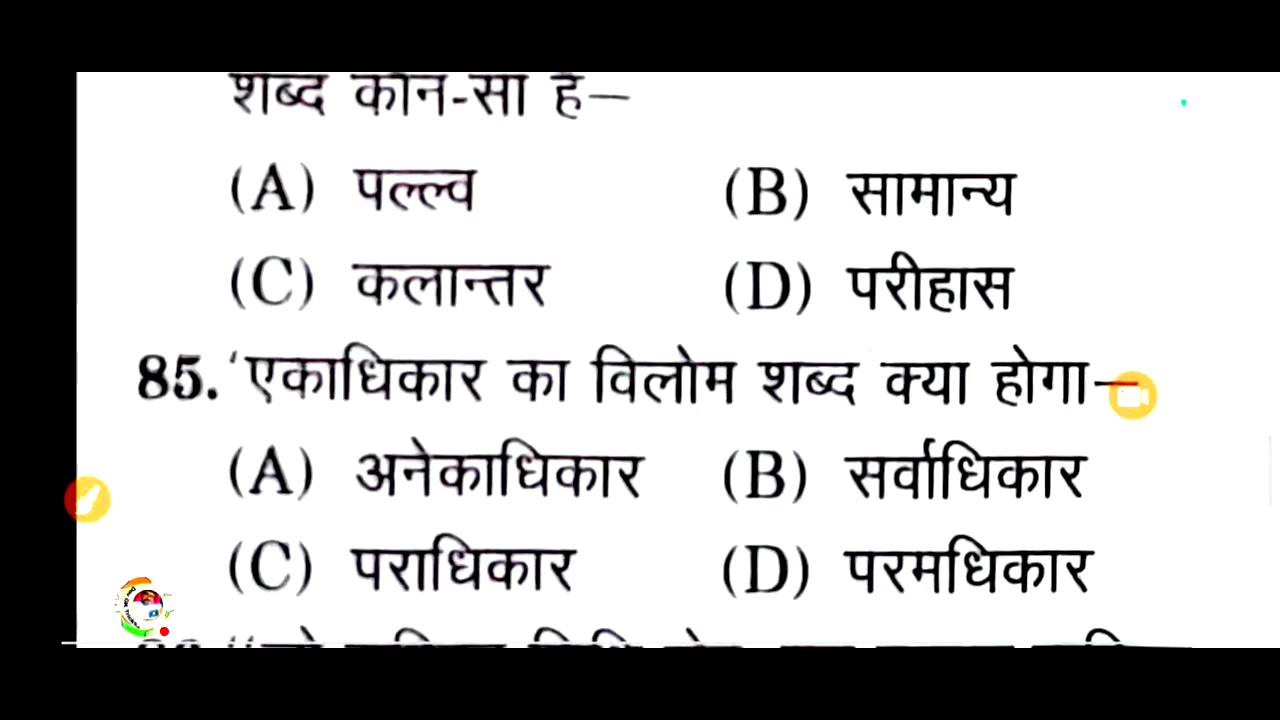 शब्द कौन-सा है—
(A) पल्ल्व (B) सामान्य
(C) कलान्तर (D) परीहास
85. 'एकाधिकार का विलोम शब्द क्या होगा—
(A) अनेकाधिकार (B) सर्वाधिकार
(C) पराधिकार (D) परमधिकार